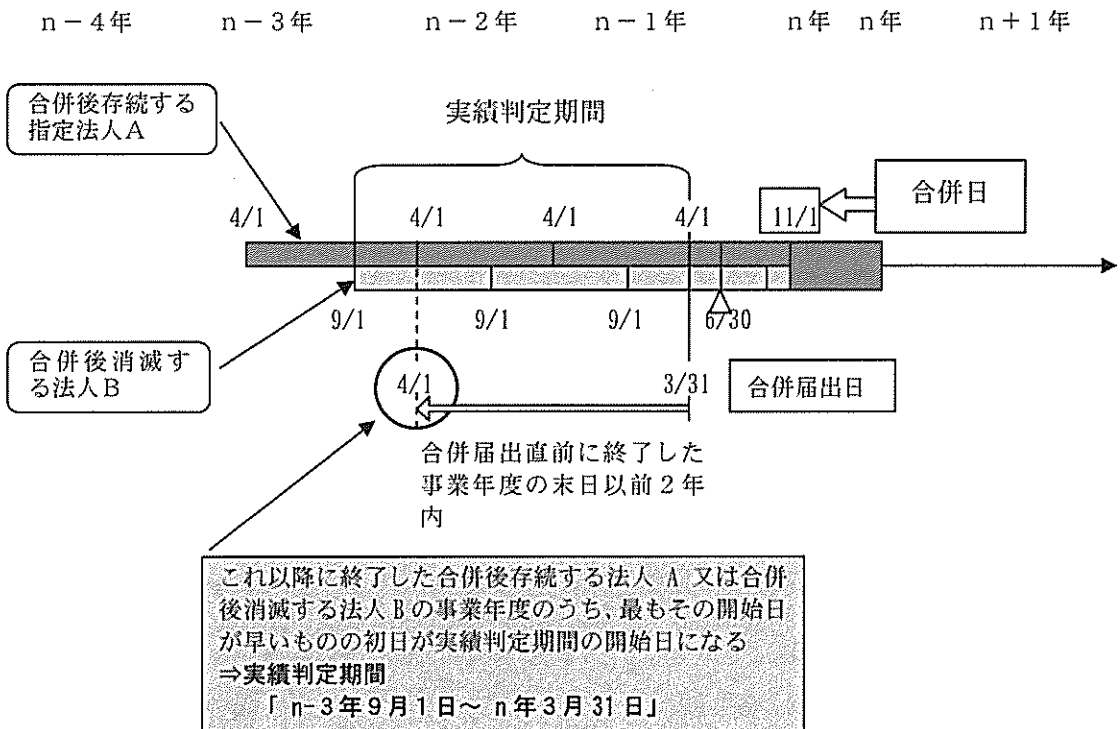 n－4年 n－3年 n－2年 n－1年 n年 n年 n＋1年
合併後存続する
指定法人A
実績判定期間
合併日
4/1 4/1 4/1 4/1 11/1
9/1 9/1 9/1 6/30
合併後消滅す
る法人B
4/1 3/31 合併届出日
合併届出直前に終了した
事業年度の末日以前2年
内
これ以降に終了した合併後存続する法人 A 又は合併
後消滅する法人 B の事業年度のうち、最もその開始日
が早いものの初日が実績判定期間の開始日になる
⇒実績判定期間
「 n-3年9月1日～ n年3月31日」